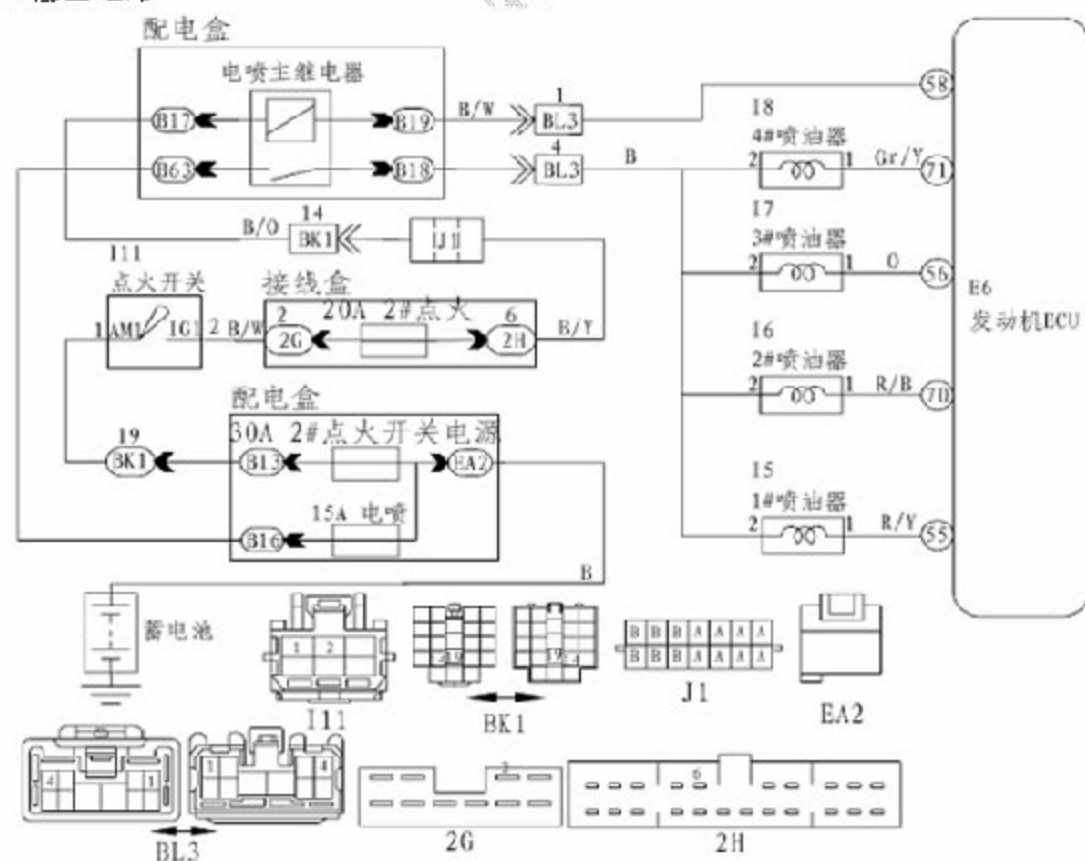 配电盒
电喷主继电器
B17
B19
B/W
1
BL3
58
B63
B18
4
BL3
B
I8
4#喷油器
2
1
Gr/Y
71
B/O
14
BK1
J1
I7
3#喷油器
2
1
O
56
I11
点火开关
1
AM1
IG1
2
B/W
接线盒
2
2G
20A 2#点火
6
2H
B/Y
E6
发动机ECU
I6
2#喷油器
2
1
R/B
70
配电盒
30A 2#点火开关电源
19
BK1
B13
EA2
15A 电喷
B16
I5
1#喷油器
2
1
R/Y
55
B
蓄电池
1 2
I11
19
BK1
B B B A A A A
B B B A A A A
J1
EA2
4 1
1 4
BL3
2
2G
6
2H